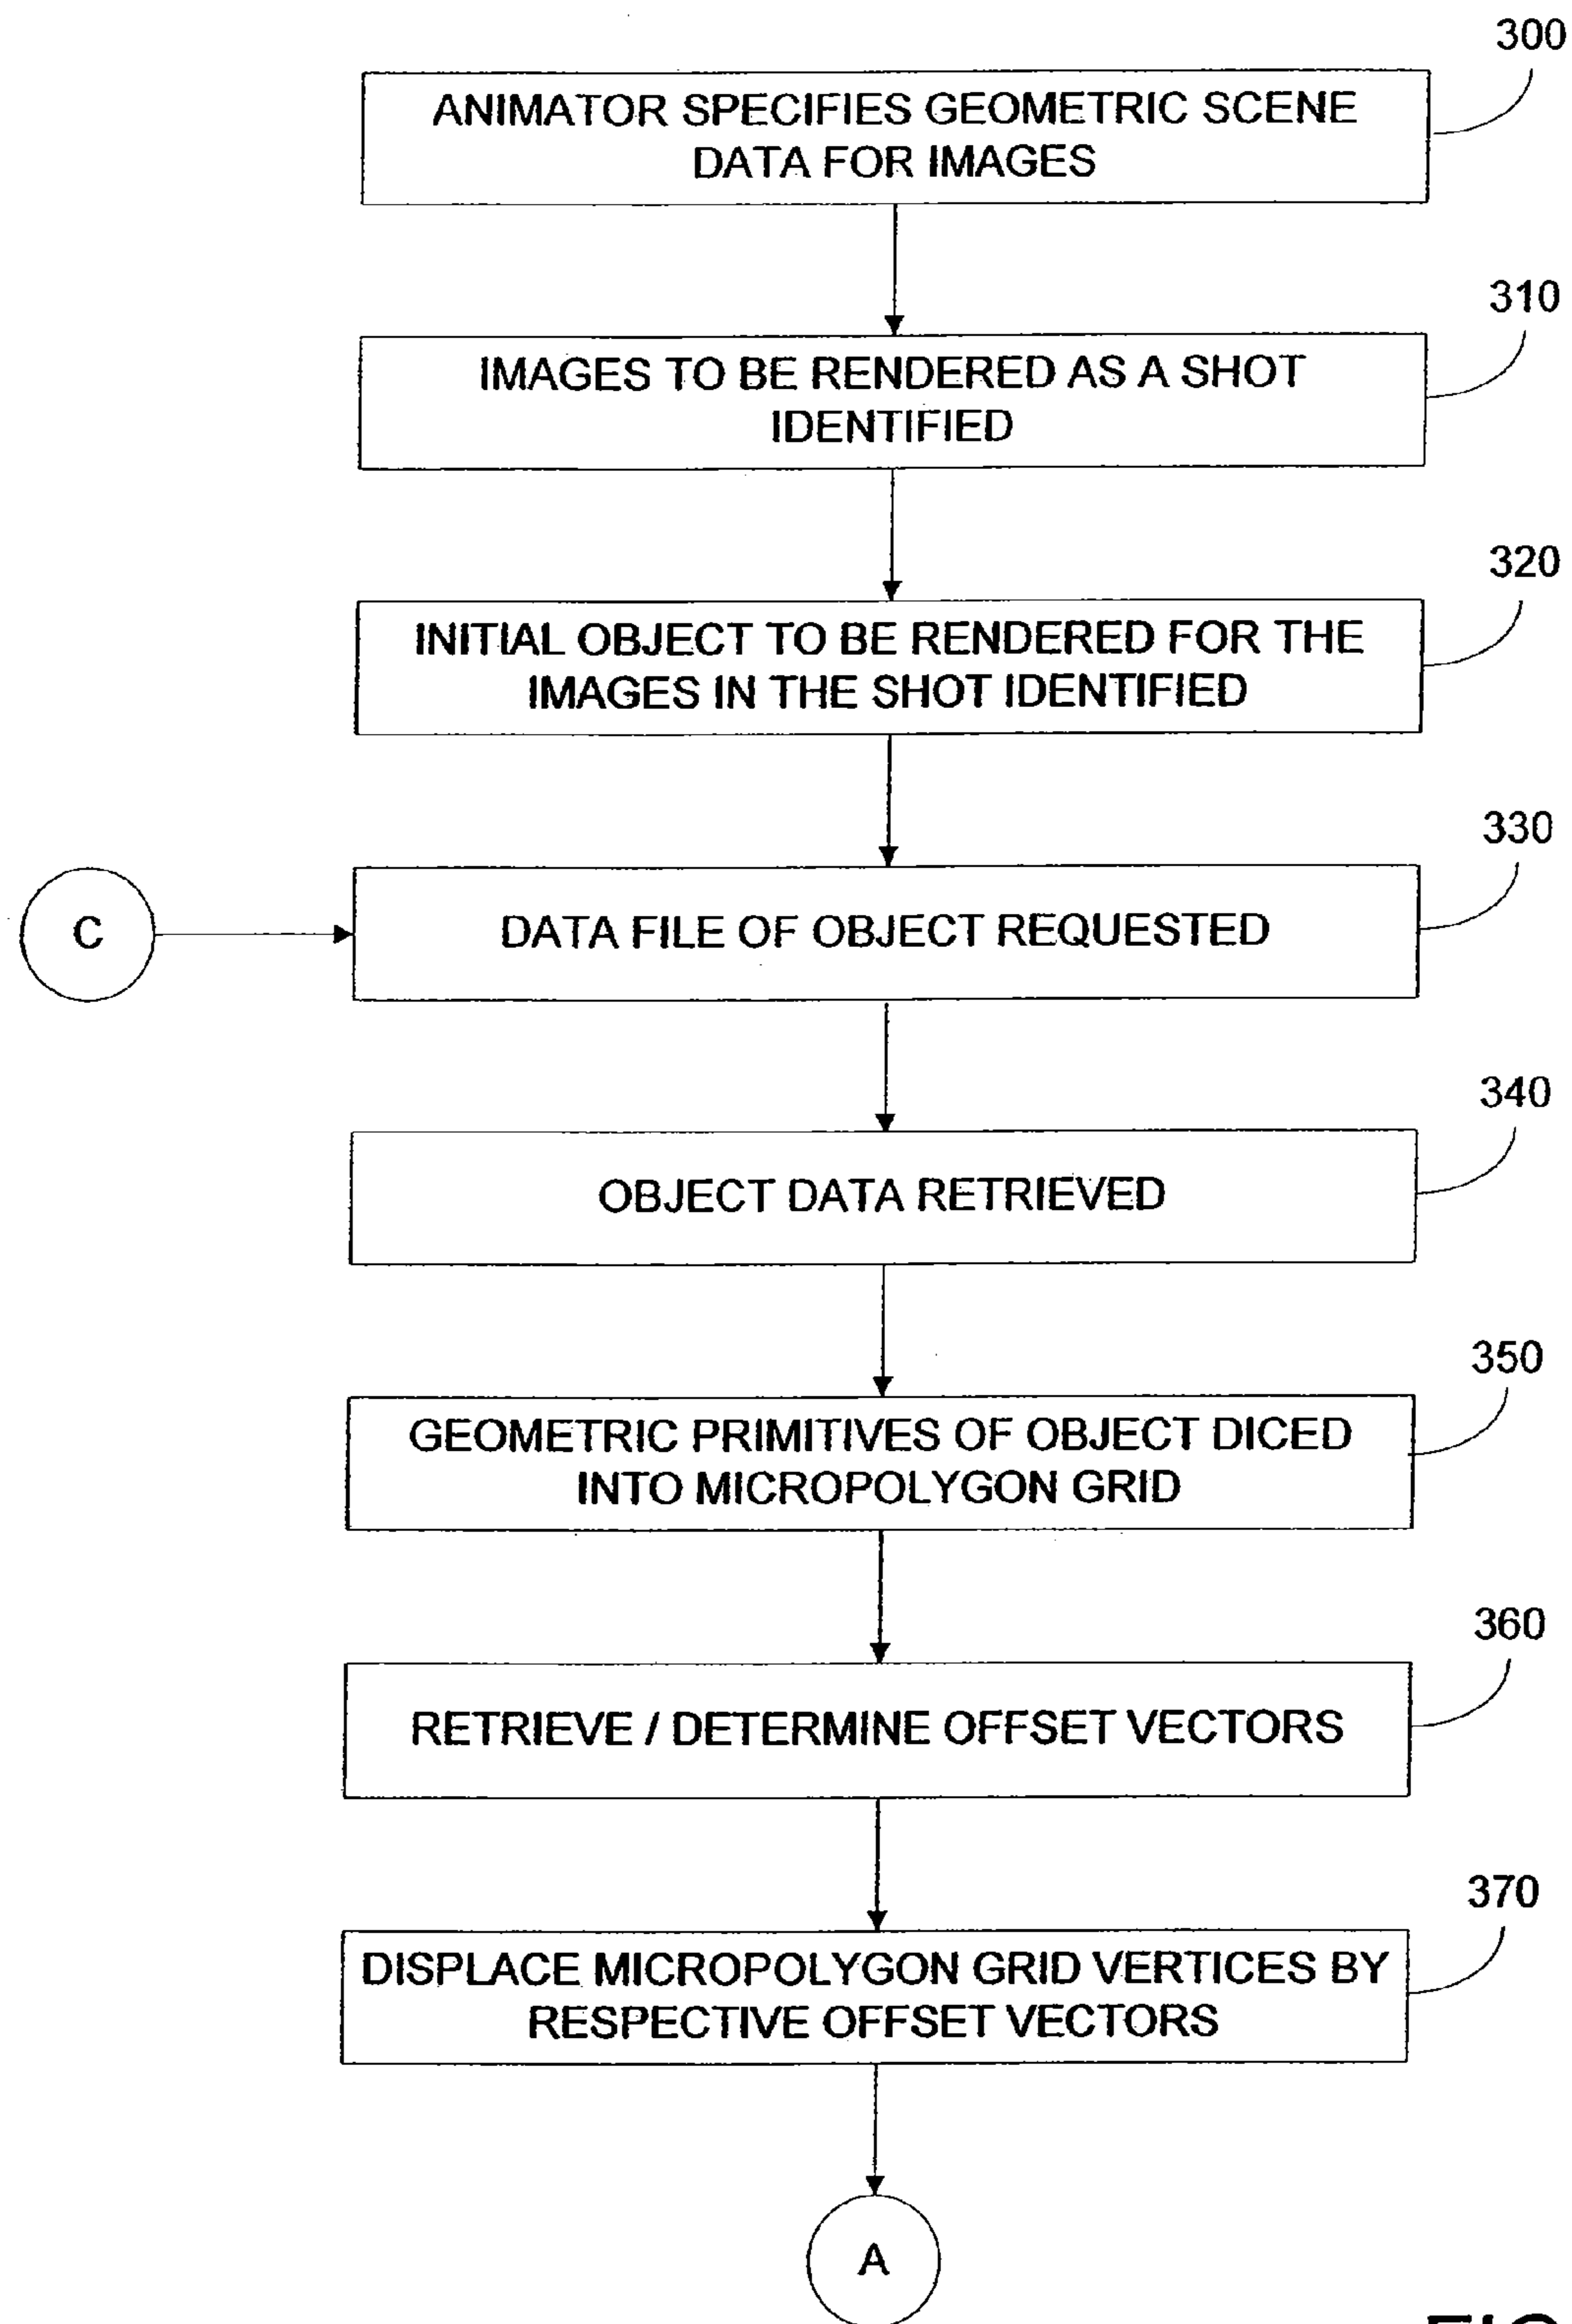 300
ANIMATOR SPECIFIES GEOMETRIC SCENE
DATA FOR IMAGES
310
IMAGES TO BE RENDERED AS A SHOT
IDENTIFIED
320
INITIAL OBJECT TO BE RENDERED FOR THE
IMAGES IN THE SHOT IDENTIFIED
330
C
DATA FILE OF OBJECT REQUESTED
340
OBJECT DATA RETRIEVED
350
GEOMETRIC PRIMITIVES OF OBJECT DICED
INTO MICROPOLYGON GRID
360
RETRIEVE / DETERMINE OFFSET VECTORS
370
DISPLACE MICROPOLYGON GRID VERTICES BY
RESPECTIVE OFFSET VECTORS
A